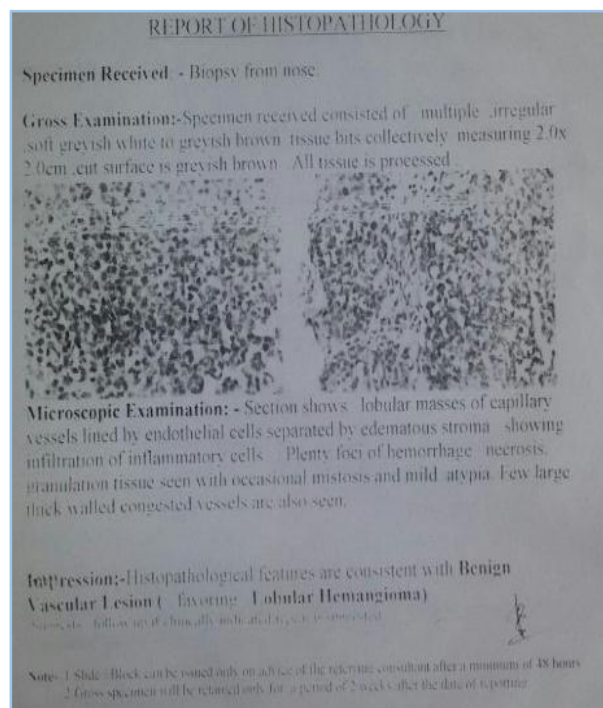 REPORT OF HISTOPATHOLOGY
Specimen Received - Biopsy from nose.
Gross Examination:-Specimen received consisted of multiple ,irregular
,soft greyish white to greyish brown tissue bits collectively measuring 2.0x
2.0cm ,cut surface is greyish brown . All tissue is processed
Microscopic Examination: - Section shows lobular masses of capillary
vessels lined by endothelial cells separated by edematous stroma showing
infiltration of inflammatory cells Plenty foci of hemorrhage necrosis,
granulation tissue seen with occasional mistosis and mild atypia. Few large
thick walled congested vessels are also seen.
Impression:-Histopathological features are consistent with Benign
Vascular Lesion ( favoring Lobular Hemangioma)
follow up if clinically indicated
Note- 1 Slide / Block can be issued only on advice of the referring consultant after a minimum of 48 hours
2 Gross specimen will be retained only for a period of 2 weeks after the date of reporting